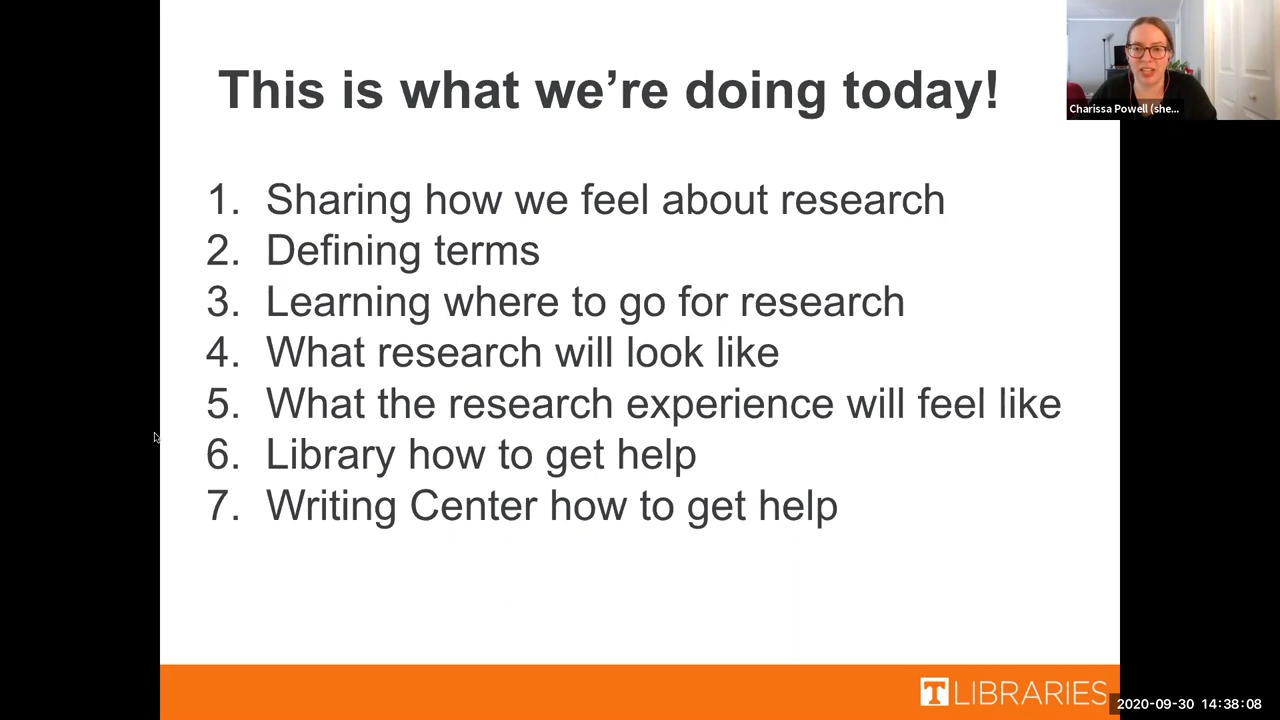 This is what we're doing today!
Charissa Powell (she...
1. Sharing how we feel about research
2. Defining terms
3. Learning where to go for research
4. What research will look like
5. What the research experience will feel like
6. Library how to get help
7. Writing Center how to get help
T LIBRARIES
2020-09-30 14:38:08